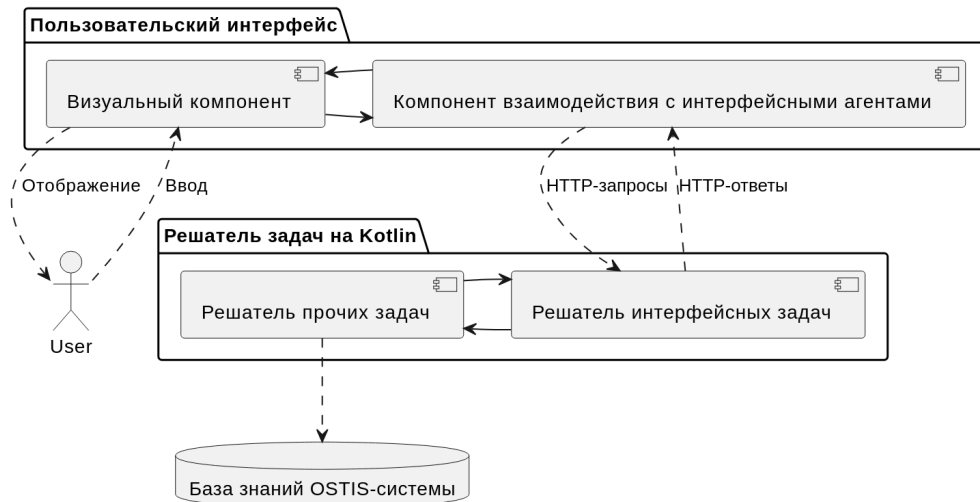 Пользовательский интерфейс
Визуальный компонент
Компонент взаимодействия с интерфейсными агентами
Отображение
Ввод
HTTP-запросы
HTTP-ответы
Решатель задач на Kotlin
Решатель прочих задач
Решатель интерфейсных задач
User
База знаний OSTIS-системы